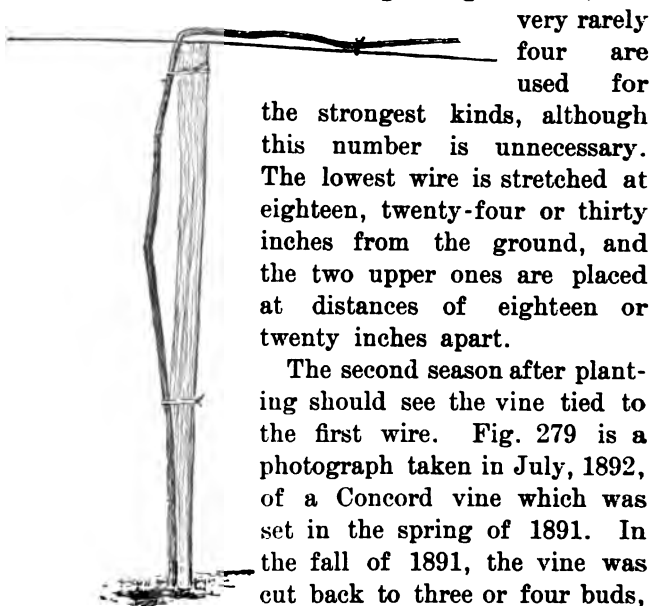 very rarely
four are
used for
the strongest kinds, although
this number is unnecessary.
The lowest wire is stretched at
eighteen, twenty-four or thirty
inches from the ground, and
the two upper ones are placed
at distances of eighteen or
twenty inches apart.
The second season after plant-
ing should see the vine tied to
the first wire. Fig. 279 is a
photograph taken in July, 1892,
of a Concord vine which was
set in the spring of 1891. In
the fall of 1891, the vine was
cut back to three or four buds,